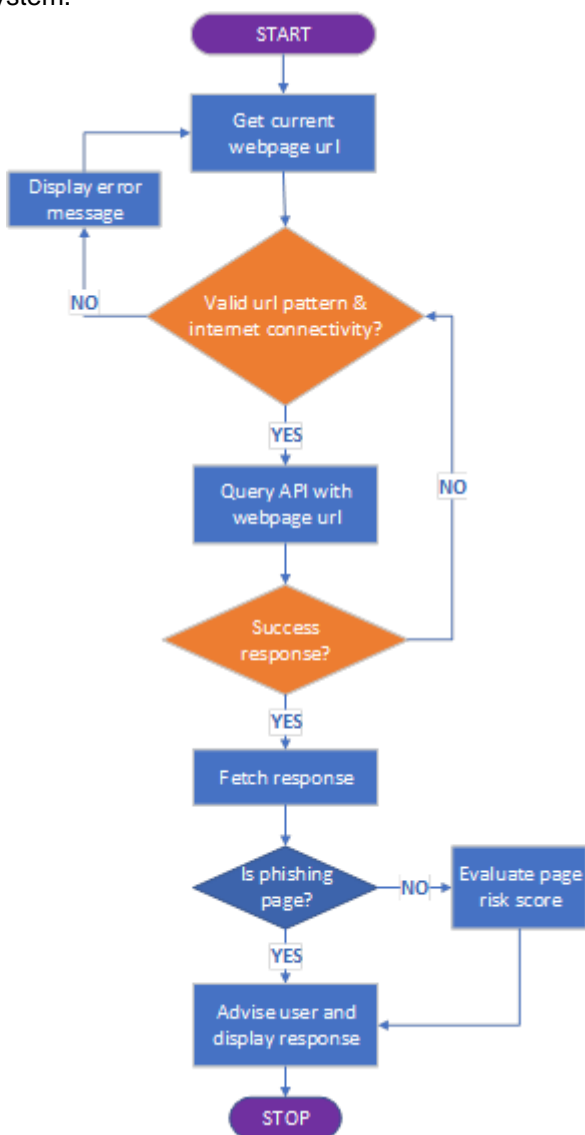 ystem.
START
Get current
webpage url
Display error
message
Valid url pattern &
internet connectivity?
NO
YES
Query API with
webpage url
NO
Success
response?
YES
Fetch response
Is phishing
page?
NO
Evaluate page
risk score
YES
Advise user and
display response
STOP